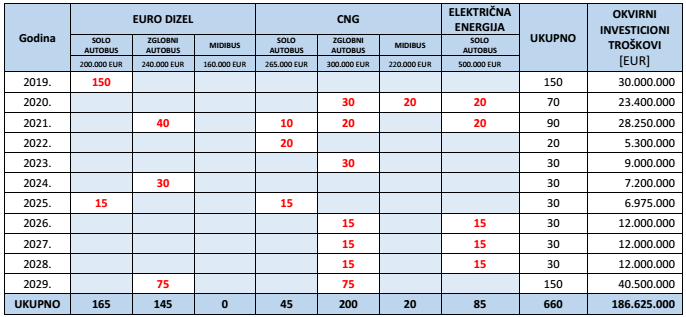 Godina EURO DIZEL CNG ELEKTRIČNA ENERGIJA UKUPNO OKVIRNI INVESTICIONI TROŠKOVI [EUR]
SOLO AUTOBUS ZGLOBNI AUTOBUS MIDIBUS SOLO AUTOBUS ZGLOBNI AUTOBUS MIDIBUS SOLO AUTOBUS
200.000 EUR 240.000 EUR 160.000 EUR 265.000 EUR 300.000 EUR 220.000 EUR 500.000 EUR
2019. 150 150 30.000.000
2020. 30 20 20 70 23.400.000
2021. 40 10 20 20 90 28.250.000
2022. 20 20 5.300.000
2023. 30 30 9.000.000
2024. 30 30 7.200.000
2025. 15 15 30 6.975.000
2026. 15 15 30 12.000.000
2027. 15 15 30 12.000.000
2028. 15 15 30 12.000.000
2029. 75 75 150 40.500.000
UKUPNO 165 145 0 45 200 20 85 660 186.625.000